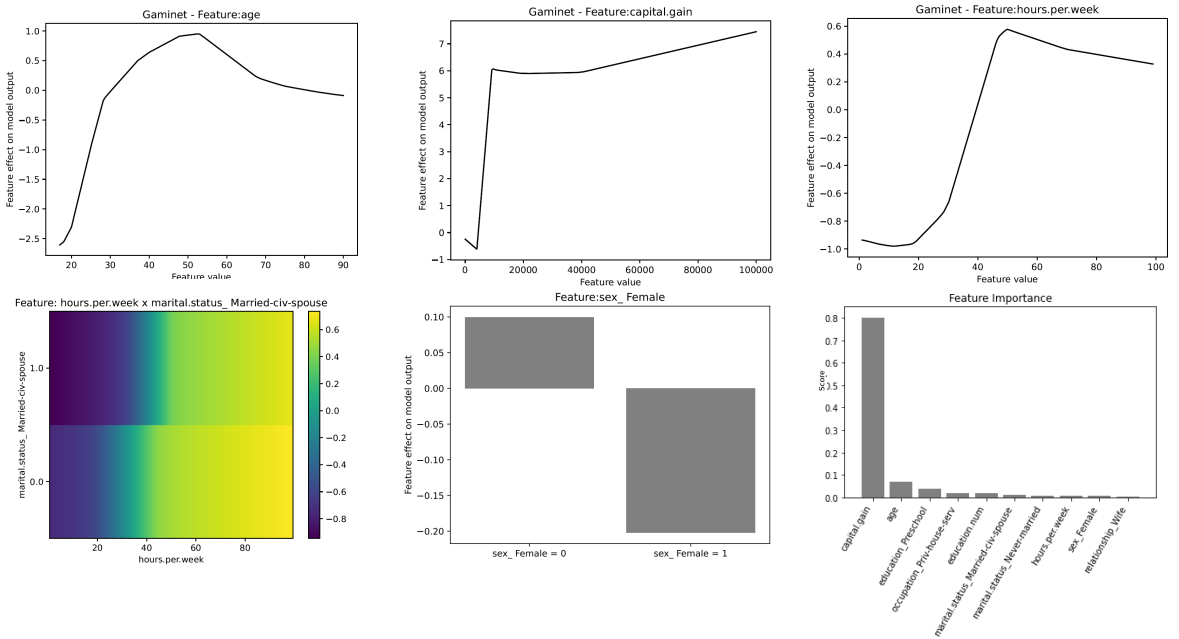 Gaminet - Feature:age
1.0
0.5
0.0
−0.5
−1.0
−1.5
−2.0
−2.5
Feature effect on model output
20 30 40 50 60 70 80 90
Feature value
Gaminet - Feature:capital.gain
7
6
5
4
3
2
1
0
−1
Feature effect on model output
0 20000 40000 60000 80000 100000
Feature value
Gaminet - Feature:hours.per.week
0.6
0.4
0.2
0.0
−0.2
−0.4
−0.6
−0.8
−1.0
Feature effect on model output
0 20 40 60 80 100
Feature value
Feature: hours.per.week x marital.status_ Married-civ-spouse
1.0
0.0
marital.status_ Married-civ-spouse
20 40 60 80
hours.per.week
0.6
0.4
0.2
0.0
−0.2
−0.4
−0.6
−0.8
Feature:sex_ Female
0.10
0.05
0.00
−0.05
−0.10
−0.15
−0.20
Feature effect on model output
sex_ Female = 0 sex_ Female = 1
Feature Importance
0.8
0.7
0.6
0.5
0.4
0.3
0.2
0.1
0.0
Score
capital.gain
age
education_Preschool
occupation_Priv-house-serv
education.num
marital.status_Married-civ-spouse
marital.status_Never-married
hours.per.week
sex_Female
relationship_Wife